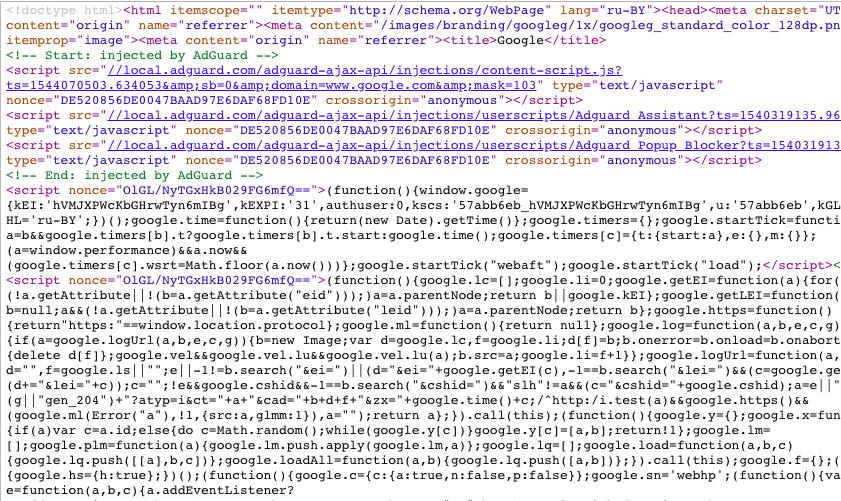 <!doctype html><html itemscope="" itemtype="http://schema.org/WebPage" lang="ru-BY"><head><meta charset="UT
content="origin" name="referrer"><meta content="/images/branding/googleg/1x/googleg_standard_color_128dp.pn
itemprop="image"><meta content="origin" name="referrer"><title>Google</title>
<!-- Start: injected by AdGuard -->
<script src="//local.adguard.com/adguard-ajax-api/injections/content-script.js?
ts=1544070503.634053&amp;sb=0&amp;domain=www.google.com&amp;mask=103" type="text/javascript"
nonce="DE520856DE0047BAAD97E6DAF68FD10E" crossorigin="anonymous"></script>
<script src="//local.adguard.com/adguard-ajax-api/injections/userscripts/Adguard Assistant?ts=1540319135.96
type="text/javascript" nonce="DE520856DE0047BAAD97E6DAF68FD10E" crossorigin="anonymous"></script>
<script src="//local.adguard.com/adguard-ajax-api/injections/userscripts/Adguard Popup Blocker?ts=154031913
type="text/javascript" nonce="DE520856DE0047BAAD97E6DAF68FD10E" crossorigin="anonymous"></script>
<!-- End: injected by AdGuard -->
<script nonce="OlGL/NyTGxHkB029FG6mfQ==">(function(){window.google=
{kEI:'hVMJXPWcKbGHrwTyn6mIBg',kEXPI:'31',authuser:0,kscs:'57abb6eb_hVMJXPWcKbGHrwTyn6mIBg',u:'57abb6eb',kGL
HL='ru-BY';})();google.time=function(){return(new Date).getTime()};google.timers={};google.startTick=functi
a=b&&google.timers[b].t?google.timers[b].t.start:google.time();google.timers[c]={t:{start:a},e:{},m:{}};
(a=window.performance)&&a.now&&
(google.timers[c].wsrt=Math.floor(a.now()))};google.startTick("webaft");google.startTick("load");</script><
<script nonce="OlGL/NyTGxHkB029FG6mfQ==">(function(){google.lc=[];google.li=0;google.getEI=function(a){for(
(!a.getAttribute||!(b=a.getAttribute("eid")));)a=a.parentNode;return b||google.kEI};google.getLEI=function(
b=null;a&&(!a.getAttribute||!(b=a.getAttribute("leid")));)a=a.parentNode;return b};google.https=function()
{return"https:"==window.location.protocol};google.ml=function(){return null};google.log=function(a,b,e,c,g)
{if(a=google.logUrl(a,b,e,c,g)){b=new Image;var d=google.lc,f=google.li;d[f]=b;b.onerror=b.onload=b.onabort
{delete d[f]};google.vel&&google.vel.lu&&google.vel.lu(a);b.src=a;google.li=f+1}};google.logUrl=function(a,
d="",f=google.ls||"";e||-1!=b.search("&ei=")||(d="&ei="+google.getEI(c),-1==b.search("&lei=")&&(c=google.ge
(d+="&lei="+c));c="";!e&&google.cshid&&-1==b.search("&cshid=")&&"slh"!=a&&(c="&cshid="+google.cshid);a=e||"
(g||"gen_204")+"?atyp=i&ct="+a+"&cad="+b+d+f+"&zx="+google.time()+c;/^http:/i.test(a)&&google.https()&&
(google.ml(Error("a"),!1,{src:a,glmm:1}),a="");return a};}).call(this);(function(){google.y={};google.x=fun
{if(a)var c=a.id;else{do c=Math.random();while(google.y[c])}google.y[c]=[a,b];return!1};google.lm=
[];google.plm=function(a){google.lm.push.apply(google.lm,a)};google.lq=[];google.load=function(a,b,c)
{google.lq.push([[a],b,c])};google.loadAll=function(a,b){google.lq.push([a,b])};}).call(this);google.f={};(
{google.hs={h:true};})();(function(){google.c={c:{a:true,n:false,p:false}};google.sn='webhp';(function(){va
e=function(a,b,c){a.addEventListener?